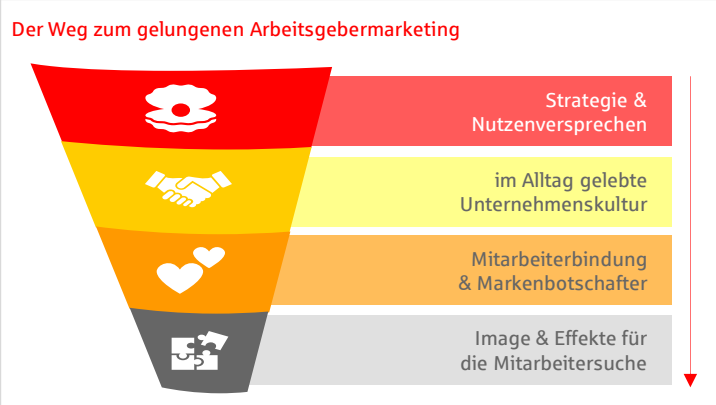 Der Weg zum gelungenen Arbeitsgebermarketing
Strategie &
Nutzenversprechen
im Alltag gelebte
Unternehmenskultur
Mitarbeiterbindung
& Markenbotschafter
Image & Effekte für
die Mitarbeitersuche